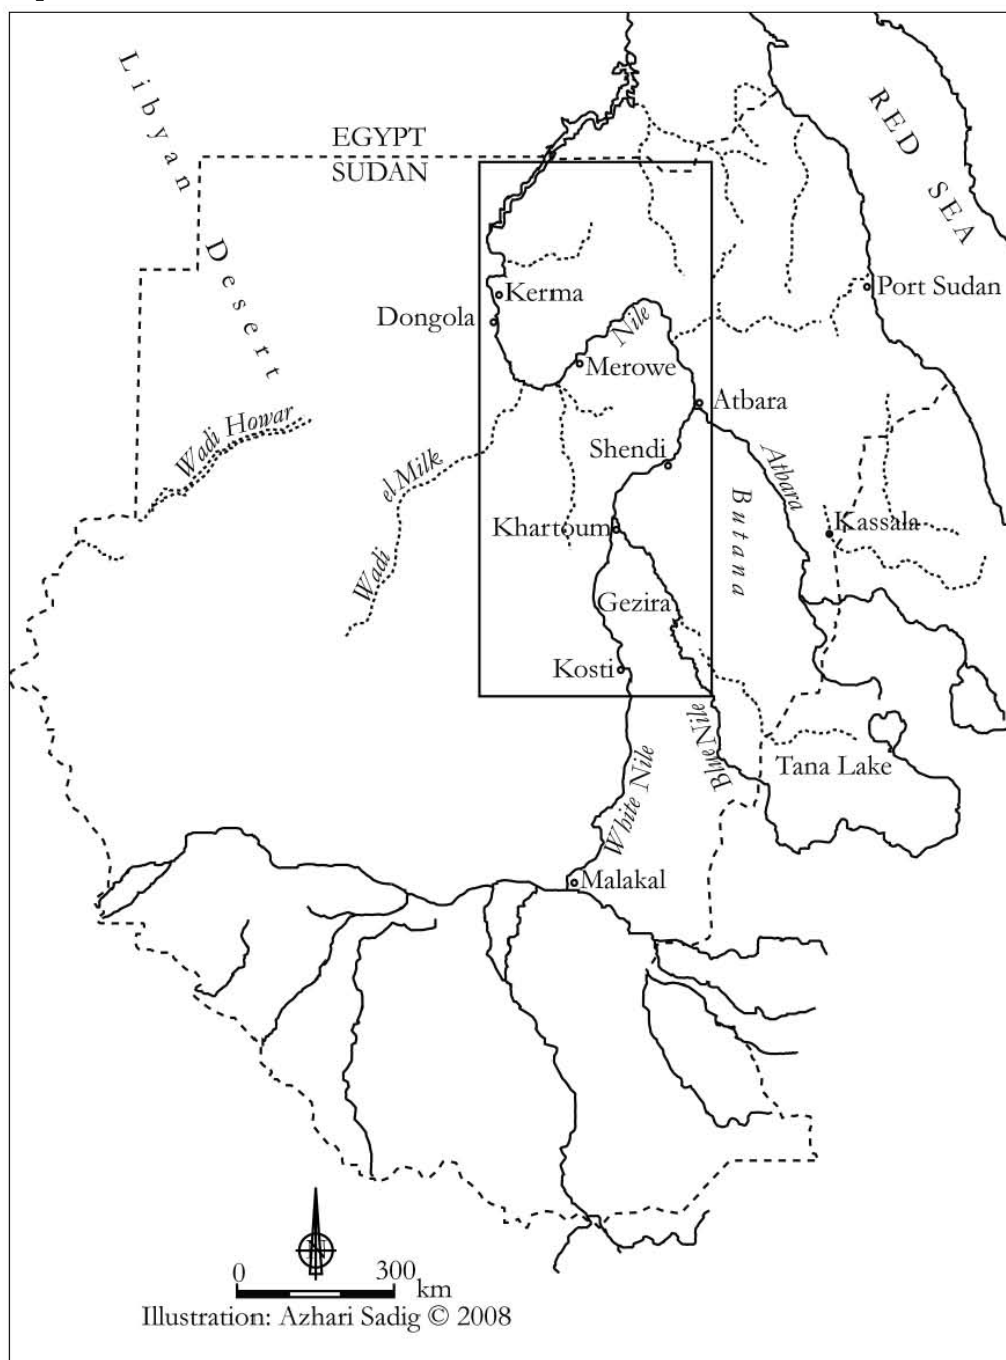 Libyan Desert
EGYPT
SUDAN
RED SEA
Kerma
Port Sudan
Dongola
Nile
Merowe
Atbara
Wadi Howar
Shendi
Atbara
Wadi el Milk
Butana
Khartoum
Kassala
Gezira
Kosti
Blue Nile
White Nile
Tana Lake
Malakal
N
0 300
km
Illustration: Azhari Sadig © 2008